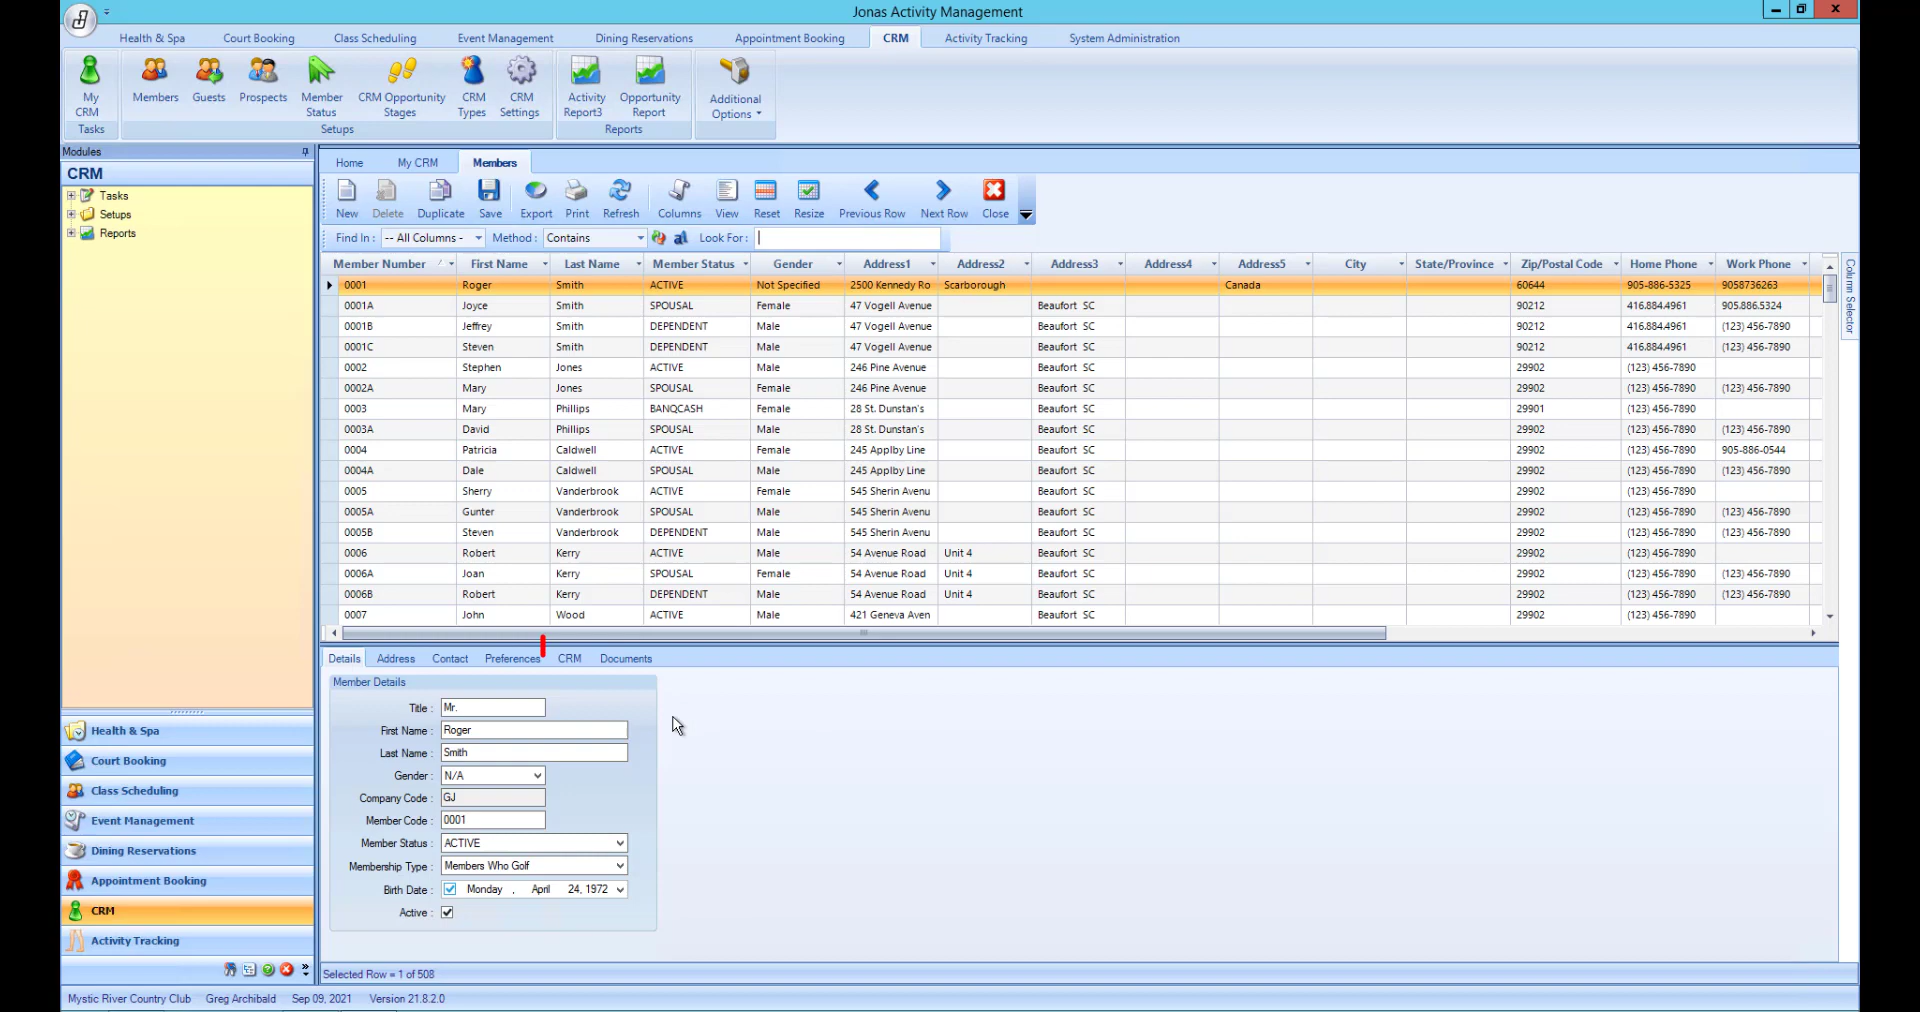 Jonas Activity Management
Health & Spa Court Booking Class Scheduling Event Management Dining Reservations Appointment Booking CRM Activity Tracking System Administration
My CRM Members Guests Prospects Member Status CRM Opportunity Stages CRM Types CRM Settings Activity Report3 Opportunity Report Additional Options
Tasks Setups Reports
Modules
CRM
Tasks
Setups
Reports
Home My CRM Members
New Delete Duplicate Save Export Print Refresh Columns View Reset Resize Previous Row Next Row Close
Find In : -- All Columns - Method : Contains Look For :
Member Number First Name Last Name Member Status Gender Address1 Address2 Address3 Address4 Address5 City State/Province Zip/Postal Code Home Phone Work Phone
0001 Roger Smith ACTIVE Not Specified 2500 Kennedy Ro Scarborough Canada 60644 905-886-5325 9058736263
0001A Joyce Smith SPOUSAL Female 47 Vogell Avenue Beaufort SC 90212 416.884.4961 905.886.5324
0001B Jeffrey Smith DEPENDENT Male 47 Vogell Avenue Beaufort SC 90212 416.884.4961 (123) 456-7890
0001C Steven Smith DEPENDENT Male 47 Vogell Avenue Beaufort SC 90212 416.884.4961 (123) 456-7890
0002 Stephen Jones ACTIVE Male 246 Pine Avenue Beaufort SC 29902 (123) 456-7890
0002A Mary Jones SPOUSAL Female 246 Pine Avenue Beaufort SC 29902 (123) 456-7890 (123) 456-7890
0003 Mary Phillips BANQCASH Female 28 St. Dunstan's Beaufort SC 29901 (123) 456-7890
0003A David Phillips SPOUSAL Male 28 St. Dunstan's Beaufort SC 29902 (123) 456-7890 (123) 456-7890
0004 Patricia Caldwell ACTIVE Female 245 Applby Line Beaufort SC 29902 (123) 456-7890 905-886-0544
0004A Dale Caldwell SPOUSAL Male 245 Applby Line Beaufort SC 29902 (123) 456-7890 (123) 456-7890
0005 Sherry Vanderbrook ACTIVE Female 545 Sherin Avenu Beaufort SC 29902 (123) 456-7890
0005A Gunter Vanderbrook SPOUSAL Male 545 Sherin Avenu Beaufort SC 29902 (123) 456-7890 (123) 456-7890
0005B Steven Vanderbrook DEPENDENT Male 545 Sherin Avenu Beaufort SC 29902 (123) 456-7890 (123) 456-7890
0006 Robert Kerry ACTIVE Male 54 Avenue Road Unit 4 Beaufort SC 29902 (123) 456-7890
0006A Joan Kerry SPOUSAL Female 54 Avenue Road Unit 4 Beaufort SC 29902 (123) 456-7890 (123) 456-7890
0006B Robert Kerry DEPENDENT Male 54 Avenue Road Unit 4 Beaufort SC 29902 (123) 456-7890 (123) 456-7890
0007 John Wood ACTIVE Male 421 Geneva Aven Beaufort SC 29902 (123) 456-7890
Column Selector
Details Address Contact Preferences CRM Documents
Member Details
Title : Mr.
First Name : Roger
Last Name : Smith
Gender : N/A
Company Code : GJ
Member Code : 0001
Member Status : ACTIVE
Membership Type : Members Who Golf
Birth Date : Monday , April 24, 1972
Active :
Health & Spa
Court Booking
Class Scheduling
Event Management
Dining Reservations
Appointment Booking
CRM
Activity Tracking
Selected Row = 1 of 508
Mystic River Country Club Greg Archibald Sep 09, 2021 Version 21.8.2.0